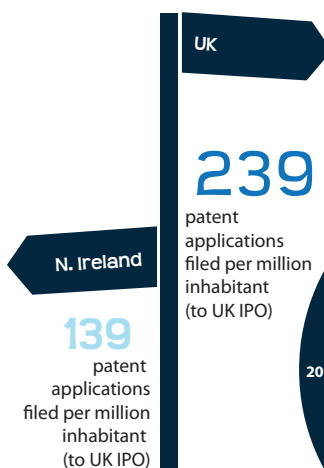 UK
239
patent
applications
filed per million
inhabitant
(to UK IPO)
N. Ireland
139
patent
applications
filed per million
inhabitant
(to UK IPO)
20